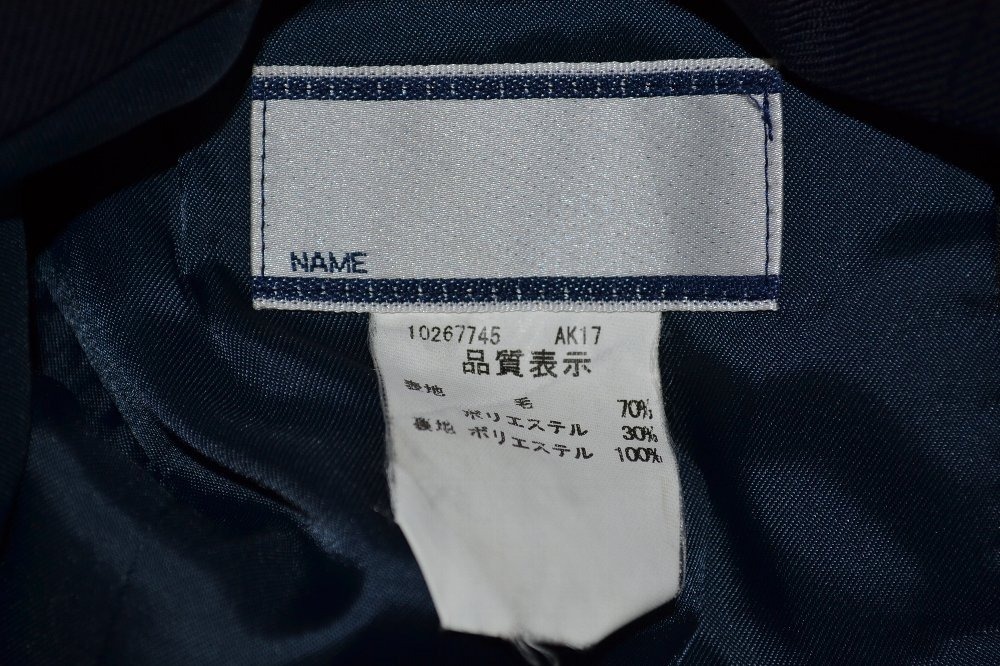 NAME
10267745 AK17
品質表示
表地 毛 70%
ポリエステル 30%
裏地 ポリエステル 100%